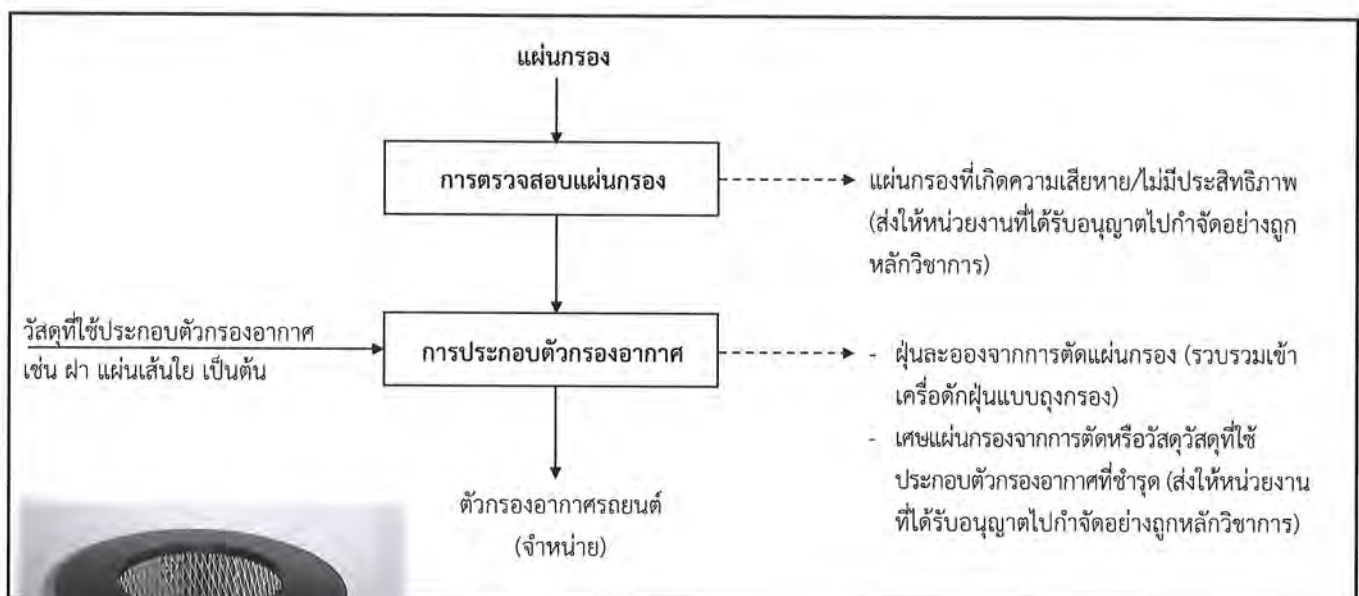 แผ่นกรอง
การตรวจสอบแผ่นกรอง
แผ่นกรองที่เกิดความเสียหาย/ไม่มีประสิทธิภาพ
(ส่งให้หน่วยงานที่ได้รับอนุญาตไปกำจัดอย่างถูก
หลักวิชาการ)
วัสดุที่ใช้ประกอบตัวกรองอากาศ
เช่น ฝา แผ่นเส้นใย เป็นต้น
การประกอบตัวกรองอากาศ
- ฝุ่นละอองจากการตัดแผ่นกรอง (รวบรวมเข้า
เครื่อดักฝุ่นแบบถุงกรอง)
- เศษแผ่นกรองจากการตัดหรือวัสดุวัสดุที่ใช้
ประกอบตัวกรองอากาศที่ชำรุด (ส่งให้หน่วยงาน
ที่ได้รับอนุญาตไปกำจัดอย่างถูกหลักวิชาการ)
ตัวกรองอากาศรถยนต์
(จำหน่าย)